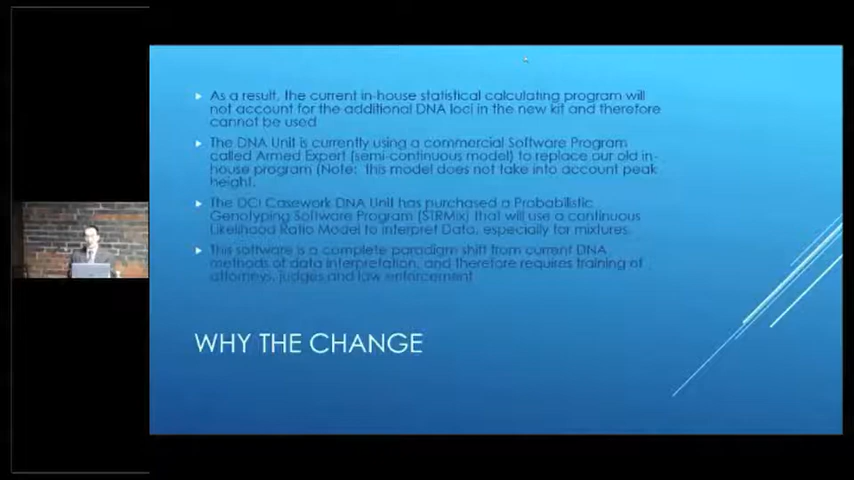 As a result, the current in-house statistical calculating program will
not account for the additional DNA loci in the new kit and therefore
cannot be used
The DNA Unit is currently using a commercial Software Program
called Armed Expert (semi-continuous model) to replace our old in-
house program (Note: this model does not take into account peak
height.
The DCI Casework DNA Unit has purchased a Probabilistic
Genotyping Software Program (STRMix) that will use a continuous
Likelihood Ratio Model to interpret Data, especially for mixtures.
This software is a complete paradigm shift from current DNA
methods of data interpretation, and therefore requires training of
attorneys, judges and law enforcement
WHY THE CHANGE